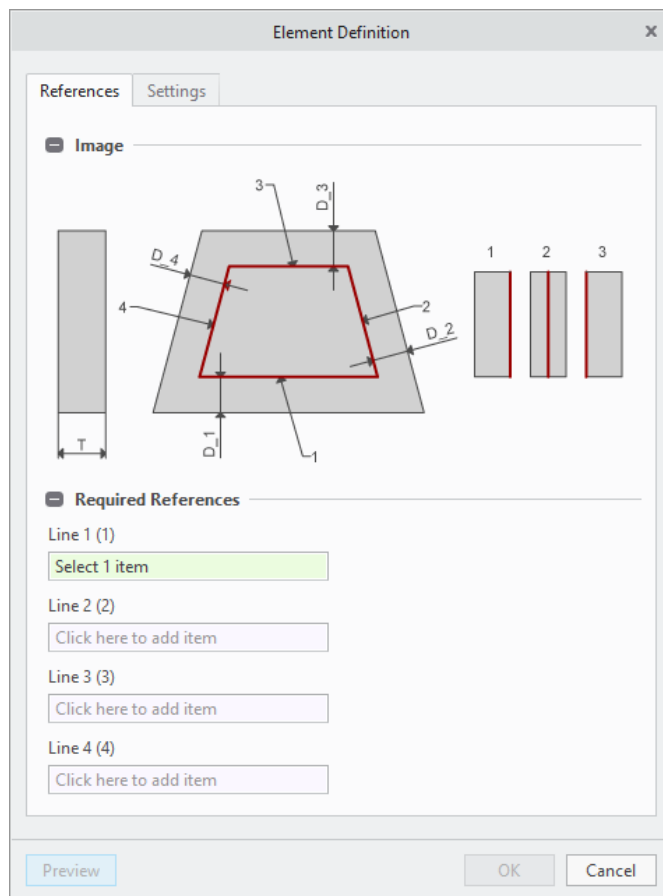 Element Definition
References Settings
Image
3
D_3
D_4
1 2 3
4
2
D_2
T
D_1
1
Required References
Line 1 (1)
Select 1 item
Line 2 (2)
Click here to add item
Line 3 (3)
Click here to add item
Line 4 (4)
Click here to add item
Preview OK Cancel